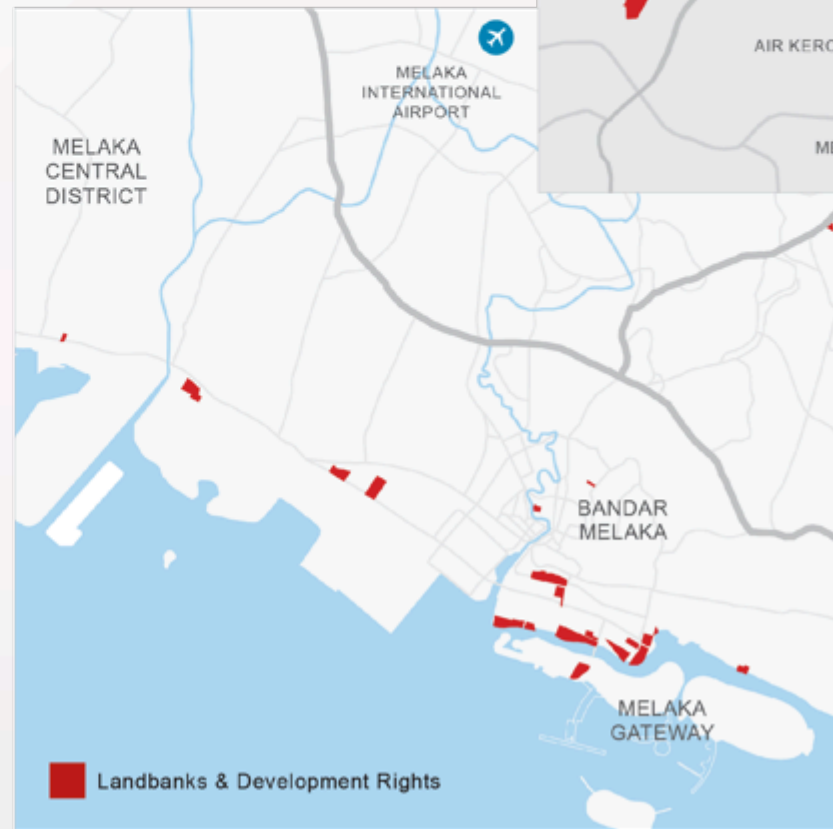 MELAKA
INTERNATIONAL
AIRPORT
MELAKA
CENTRAL
DISTRICT
BANDAR
MELAKA
MELAKA
GATEWAY
Landbanks & Development Rights